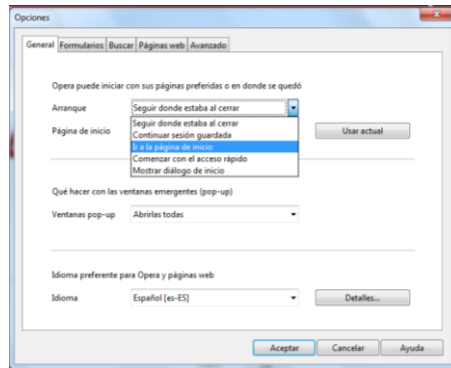 Opciones
General Formularios Buscar Páginas web Avanzado
Opera puede iniciar con sus páginas preferidas o en donde se quedó
Arranque Seguir donde estaba al cerrar
Seguir donde estaba al cerrar
Página de inicio Continuar sesión guardada Usar actual
Ir a la página de inicio
Comenzar con el acceso rápido
Mostrar diálogo de inicio
Qué hacer con las ventanas emergentes (pop-up)
Ventanas pop-up Abrirlas todas
Idioma preferente para Opera y páginas web
Idioma Español [es-ES] Detalles...
Aceptar Cancelar Ayuda